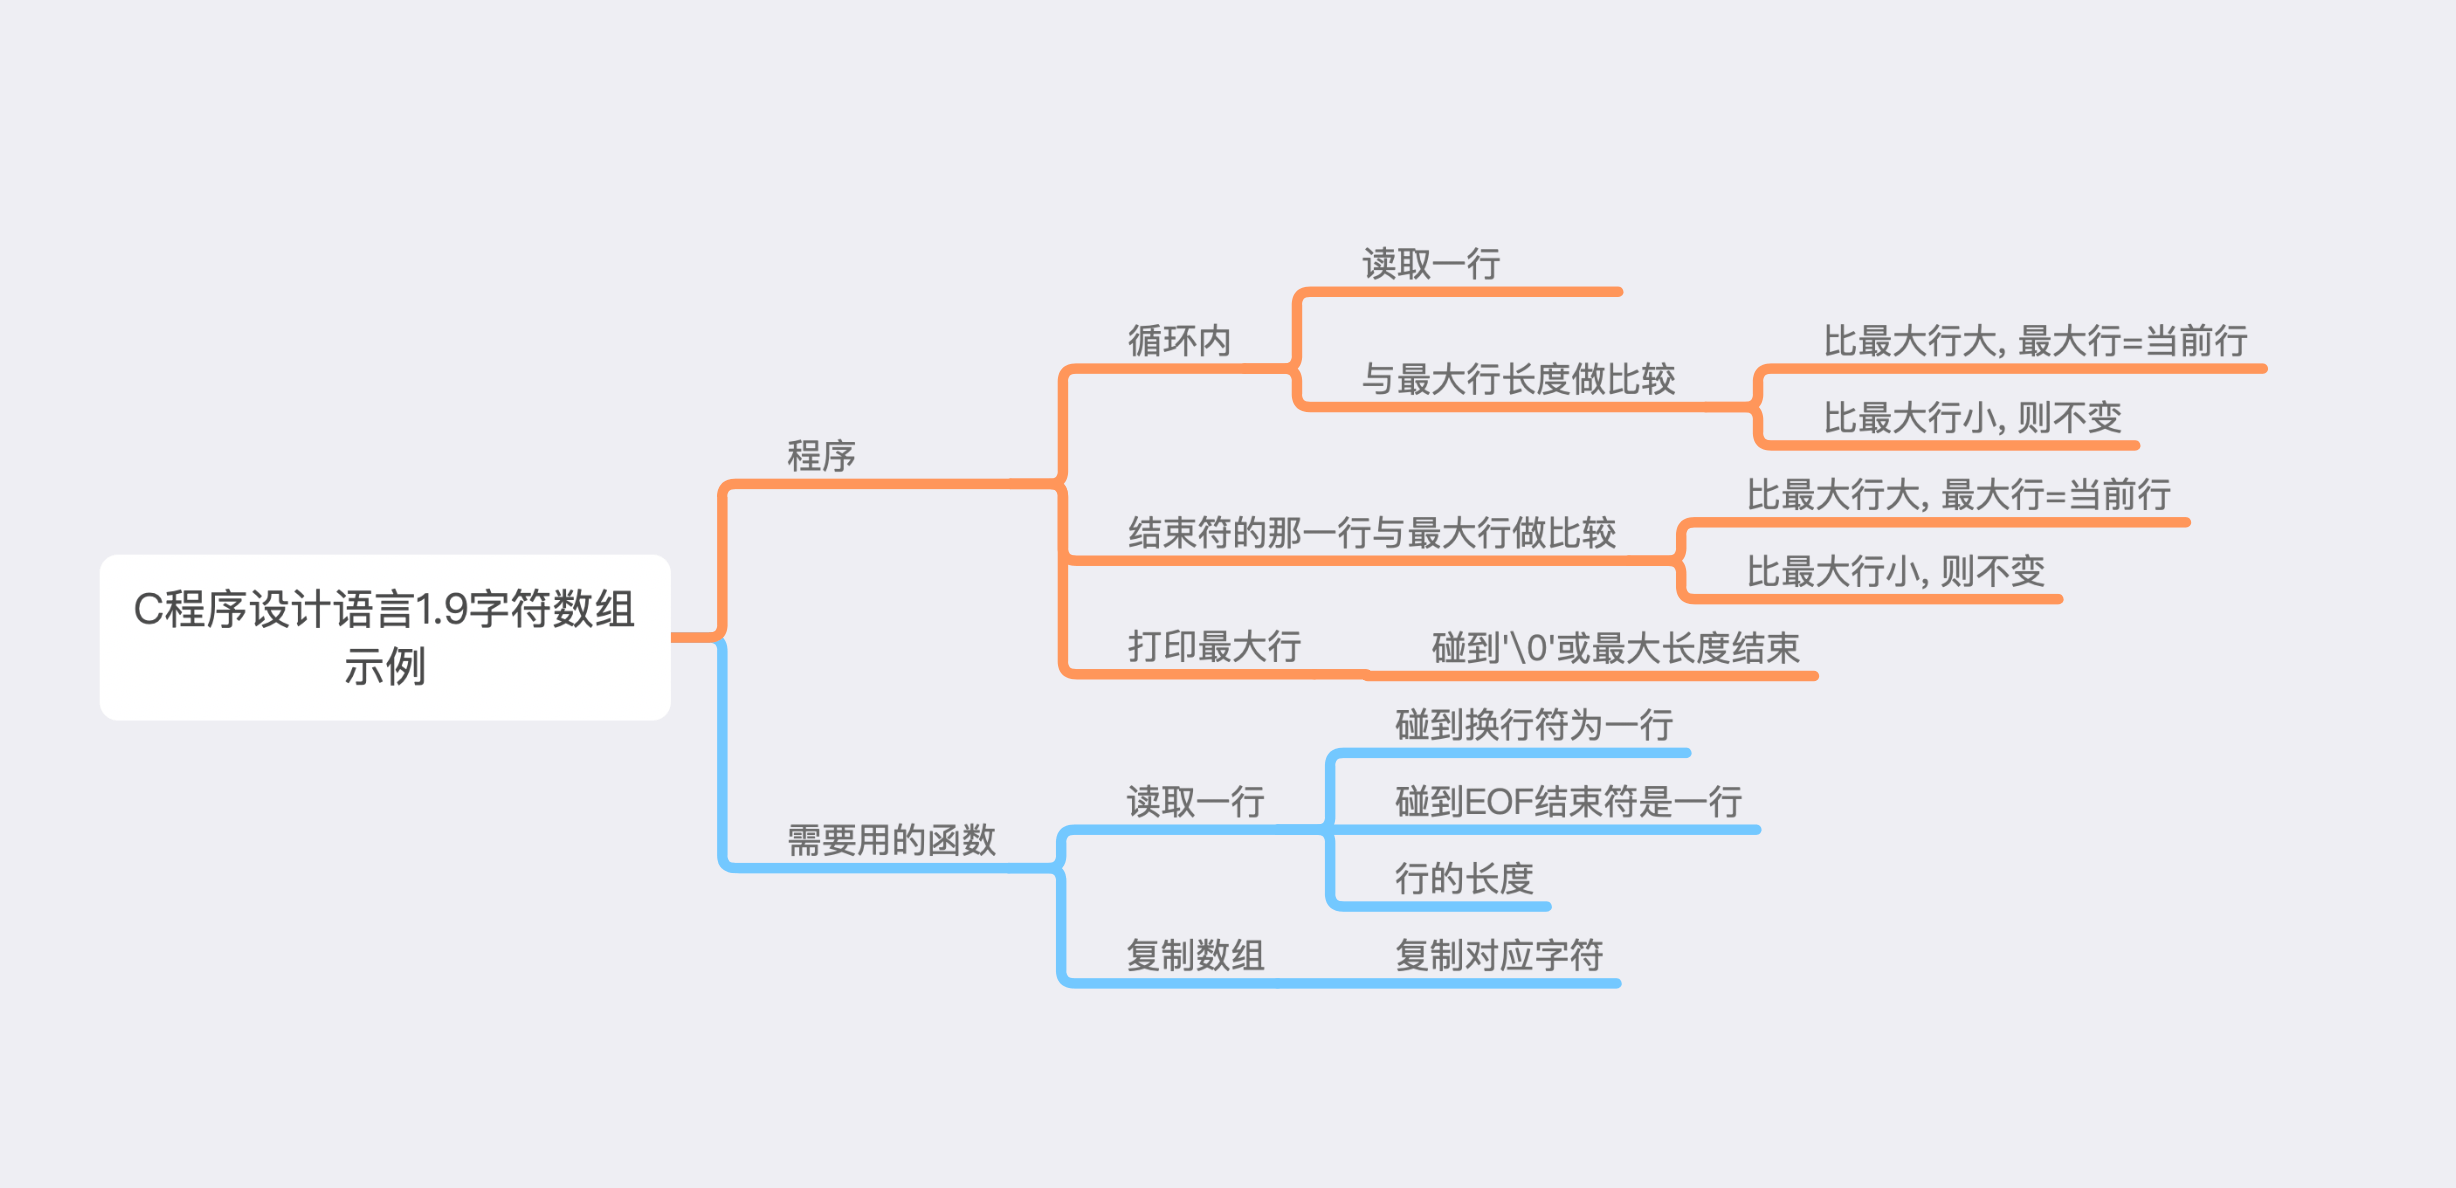 C程序设计语言1.9字符数组
示例
程序
循环内
读取一行
与最大行长度做比较
比最大行大, 最大行=当前行
比最大行小, 则不变
结束符的那一行与最大行做比较
比最大行大, 最大行=当前行
比最大行小, 则不变
打印最大行
碰到'\0'或最大长度结束
需要用的函数
读取一行
碰到换行符为一行
碰到EOF结束符是一行
行的长度
复制数组
复制对应字符